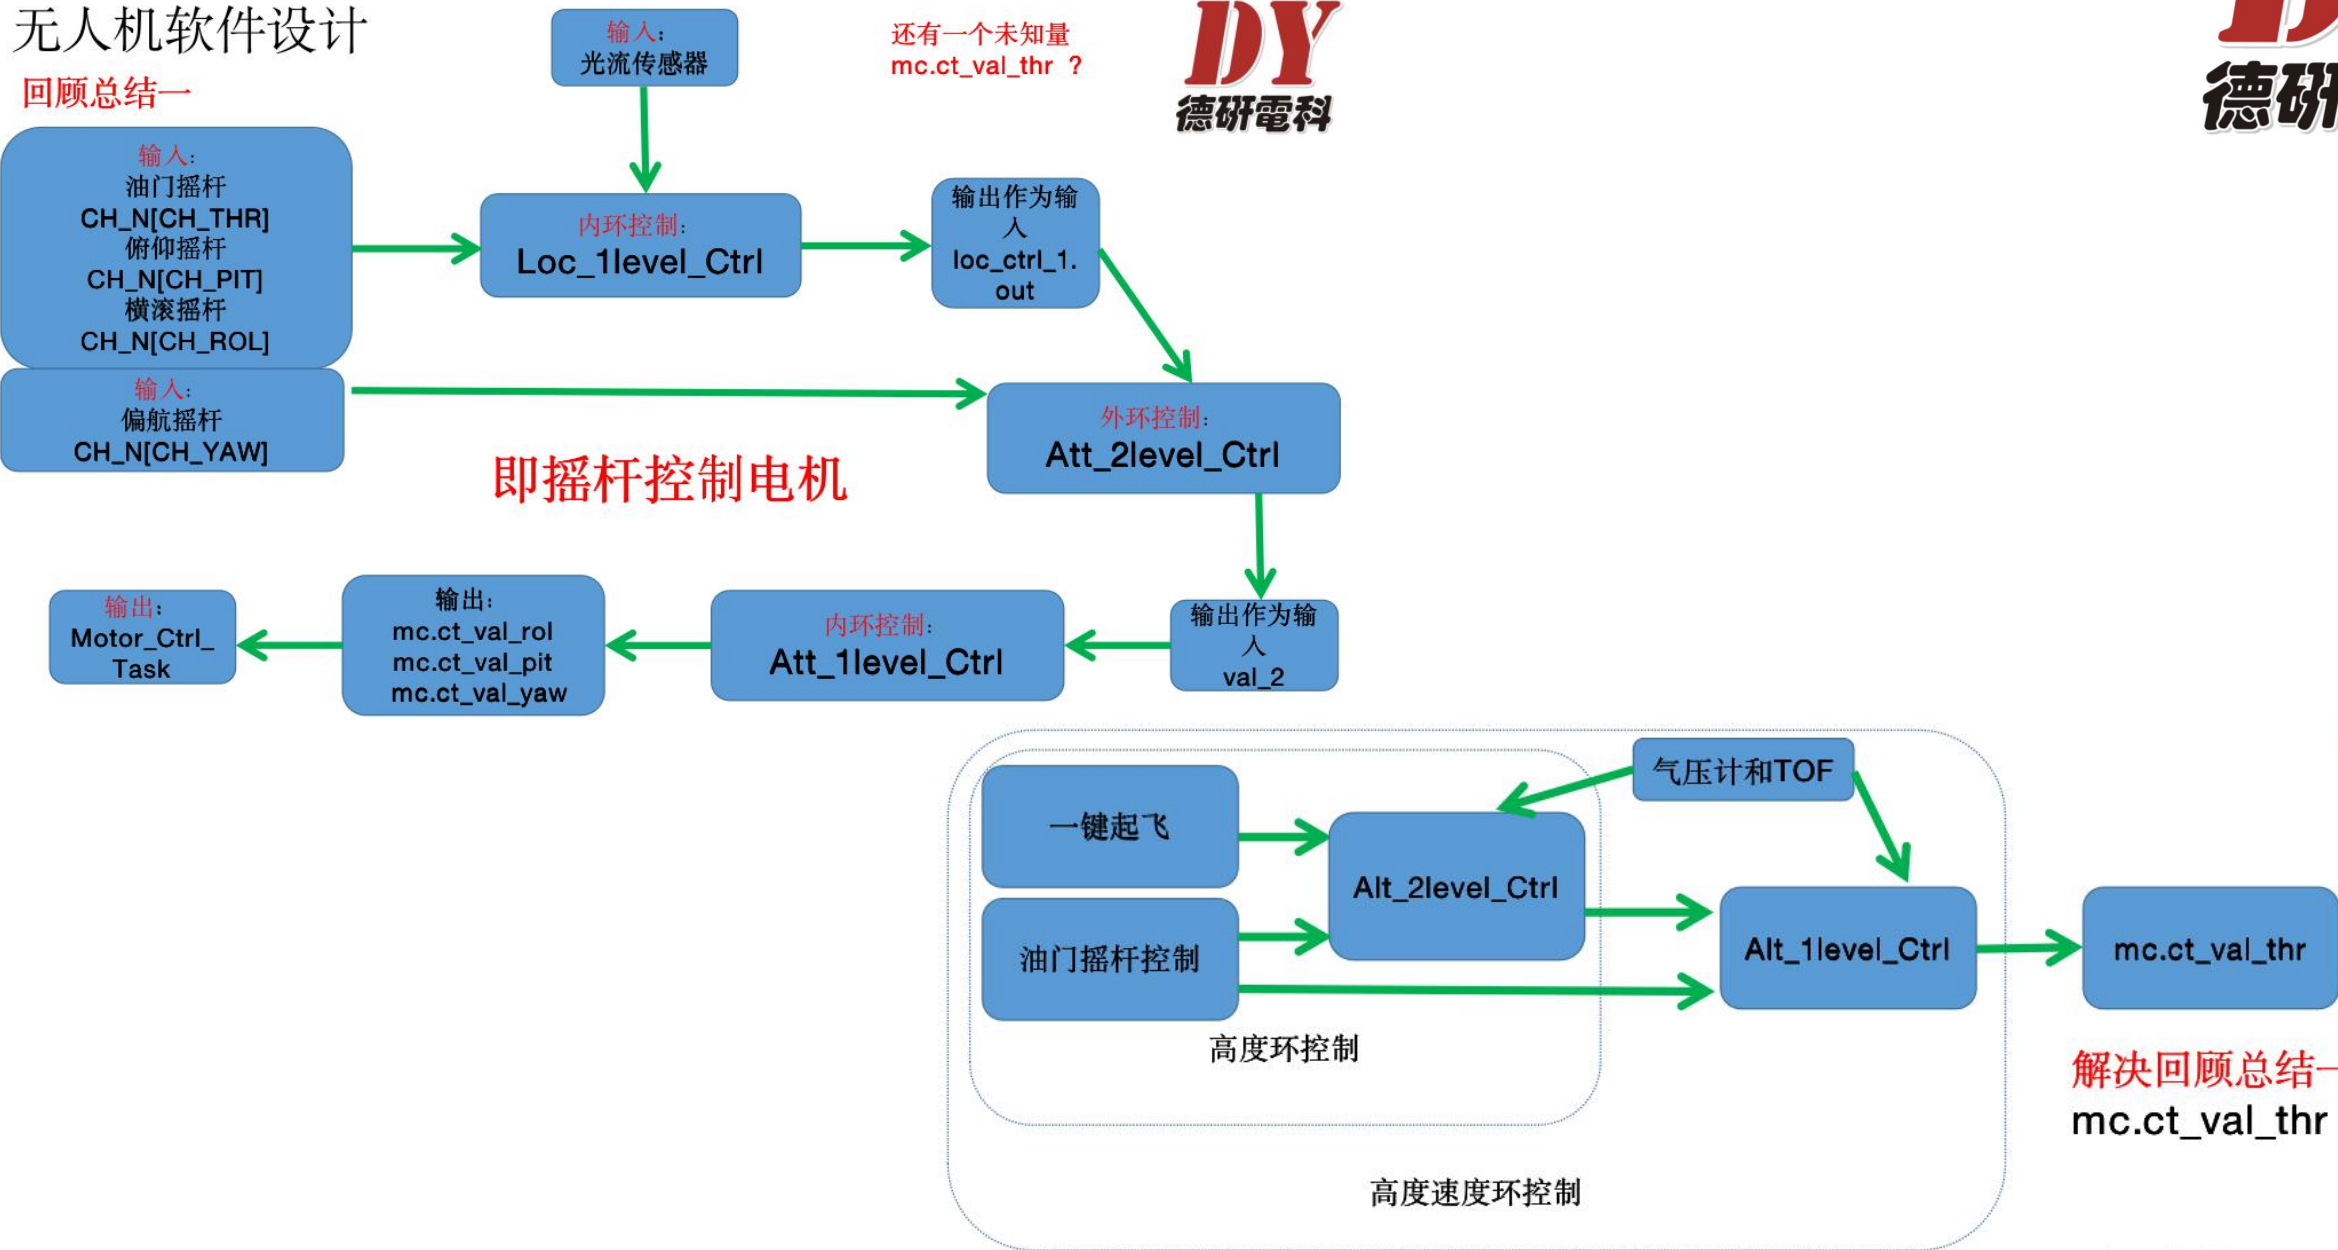 无人机软件设计
回顾总结一
输入：
光流传感器
还有一个未知量
mc.ct_val_thr ？
DY
德研電科
D
德研
输入：
油门摇杆
CH_N[CH_THR]
俯仰摇杆
CH_N[CH_PIT]
横滚摇杆
CH_N[CH_ROL]
输入：
偏航摇杆
CH_N[CH_YAW]
内环控制：
Loc_1level_Ctrl
输出作为输
入
loc_ctrl_1.
out
外环控制：
Att_2level_Ctrl
即摇杆控制电机
输出：
Motor_Ctrl_
Task
输出：
mc.ct_val_rol
mc.ct_val_pit
mc.ct_val_yaw
内环控制：
Att_1level_Ctrl
输出作为输
入
val_2
气压计和TOF
一键起飞
Alt_2level_Ctrl
油门摇杆控制
Alt_1level_Ctrl
mc.ct_val_thr
高度环控制
解决回顾总结一
mc.ct_val_thr
高度速度环控制